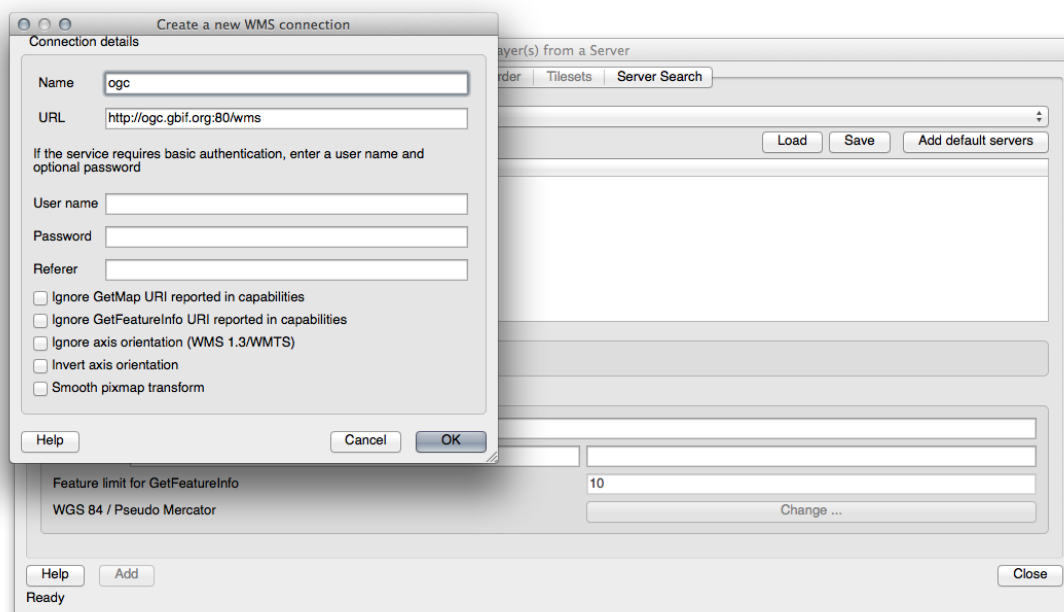 Create a new WMS connection
Connection details
Name
ogc
URL
http://ogc.gbif.org:80/wms
If the service requires basic authentication, enter a user name and
optional password
User name
Password
Referer
Ignore GetMap URI reported in capabilities
Ignore GetFeatureInfo URI reported in capabilities
Ignore axis orientation (WMS 1.3/WMTS)
Invert axis orientation
Smooth pixmap transform
Help
Cancel
OK
ayer(s) from a Server
rder
Tilesets
Server Search
Load
Save
Add default servers
Feature limit for GetFeatureInfo
10
WGS 84 / Pseudo Mercator
Change ...
Help
Add
Close
Ready